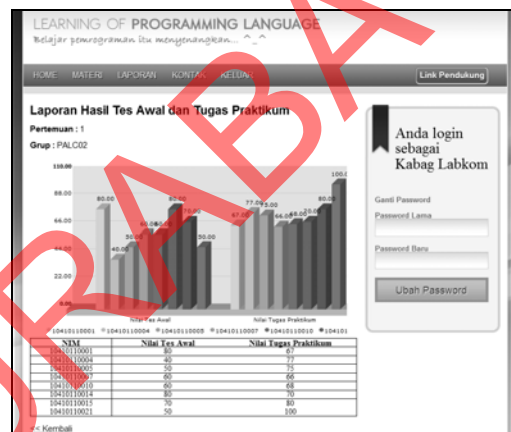 LEARNING OF PROGRAMMING LANGUAGE
Belajar pemrograman itu menyenangkan... ^_^
HOME MATERI LAPORAN KONTAK KELUAR
Link Pendukung
Laporan Hasil Tes Awal dan Tugas Praktikum
Pertemuan : 1
Grup : PALC02
110.00
88.00
66.00
44.00
22.00
0.00
80.00
40.00
50.00
60.00
60.00
80.00
70.00
50.00
67.00
77.00
75.00
66.00
68.00
70.00
80.00
100.0
Nilai Tes Awal
Nilai Tugas Praktikum
10410110001 10410110004 10410110005 10410110007 10410110010 104101
NIM Nilai Tes Awal Nilai Tugas Praktikum
10410110001 80 67
10410110004 40 77
10410110005 50 75
10410110007 60 66
10410110010 60 68
10410110014 80 70
10410110015 70 80
10410110021 50 100
<< Kembali
Anda login
sebagai
Kabag Labkom
Ganti Password
Password Lama
Password Baru
Ubah Password
URABA